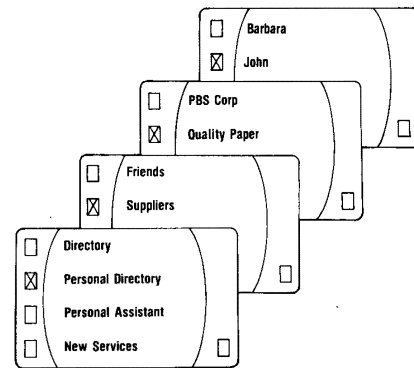 Barbara
John
PBS Corp
Quality Paper
Friends
Suppliers
Directory
Personal Directory
Personal Assistant
New Services